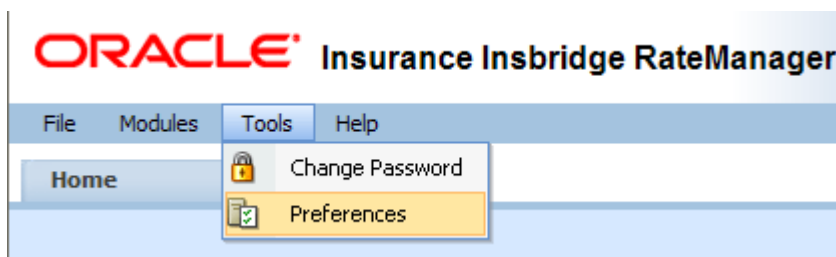 ORACLE Insurance Insbridge RateManager
File Modules Tools Help
Home
Change Password
Preferences